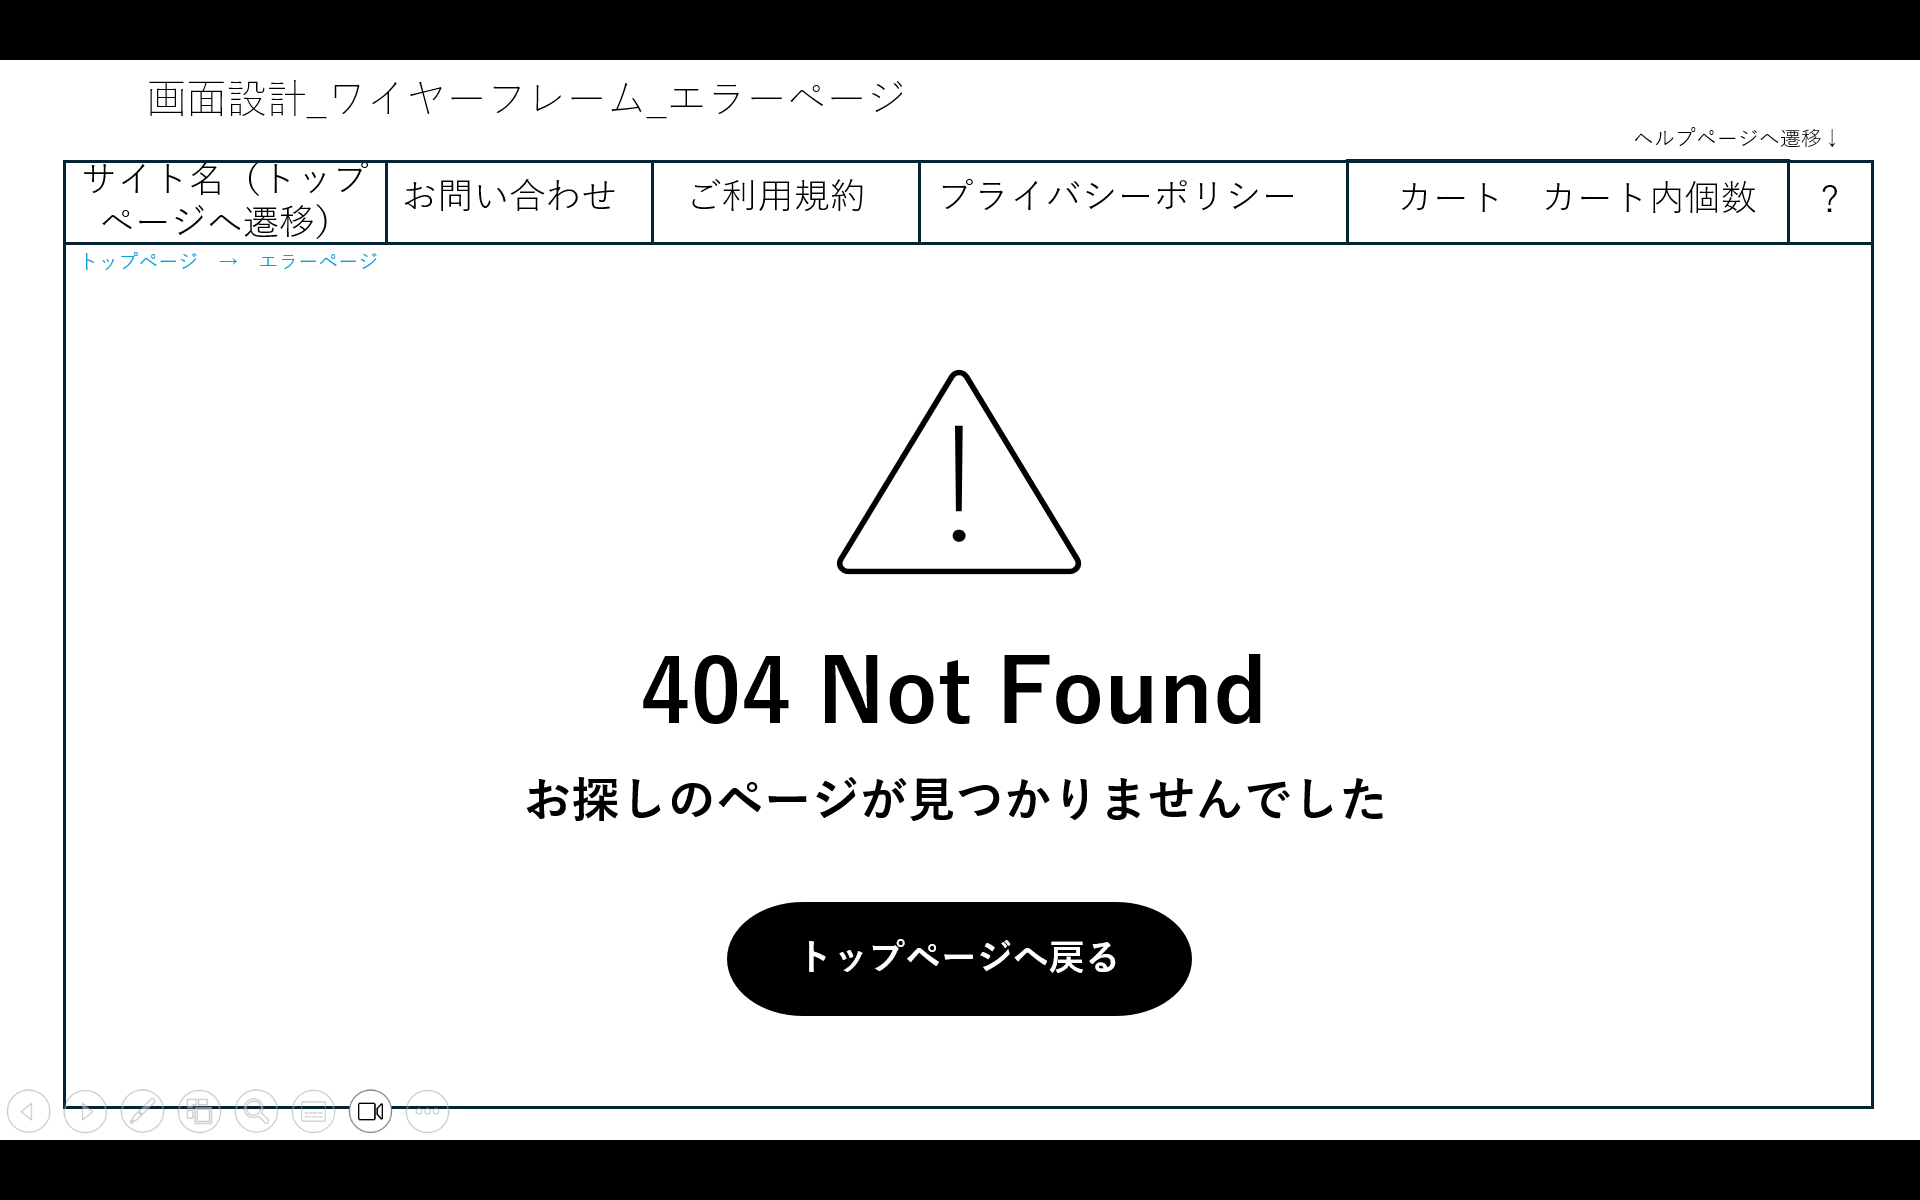 画面設計_ワイヤーフレーム_エラーページ
ヘルプページへ遷移↓
サイト名（トップ
ページへ遷移）
お問い合わせ
ご利用規約
プライバシーポリシー
カート　カート内個数
？
トップページ　→　エラーページ
404 Not Found
お探しのページが見つかりませんでした
トップページへ戻る